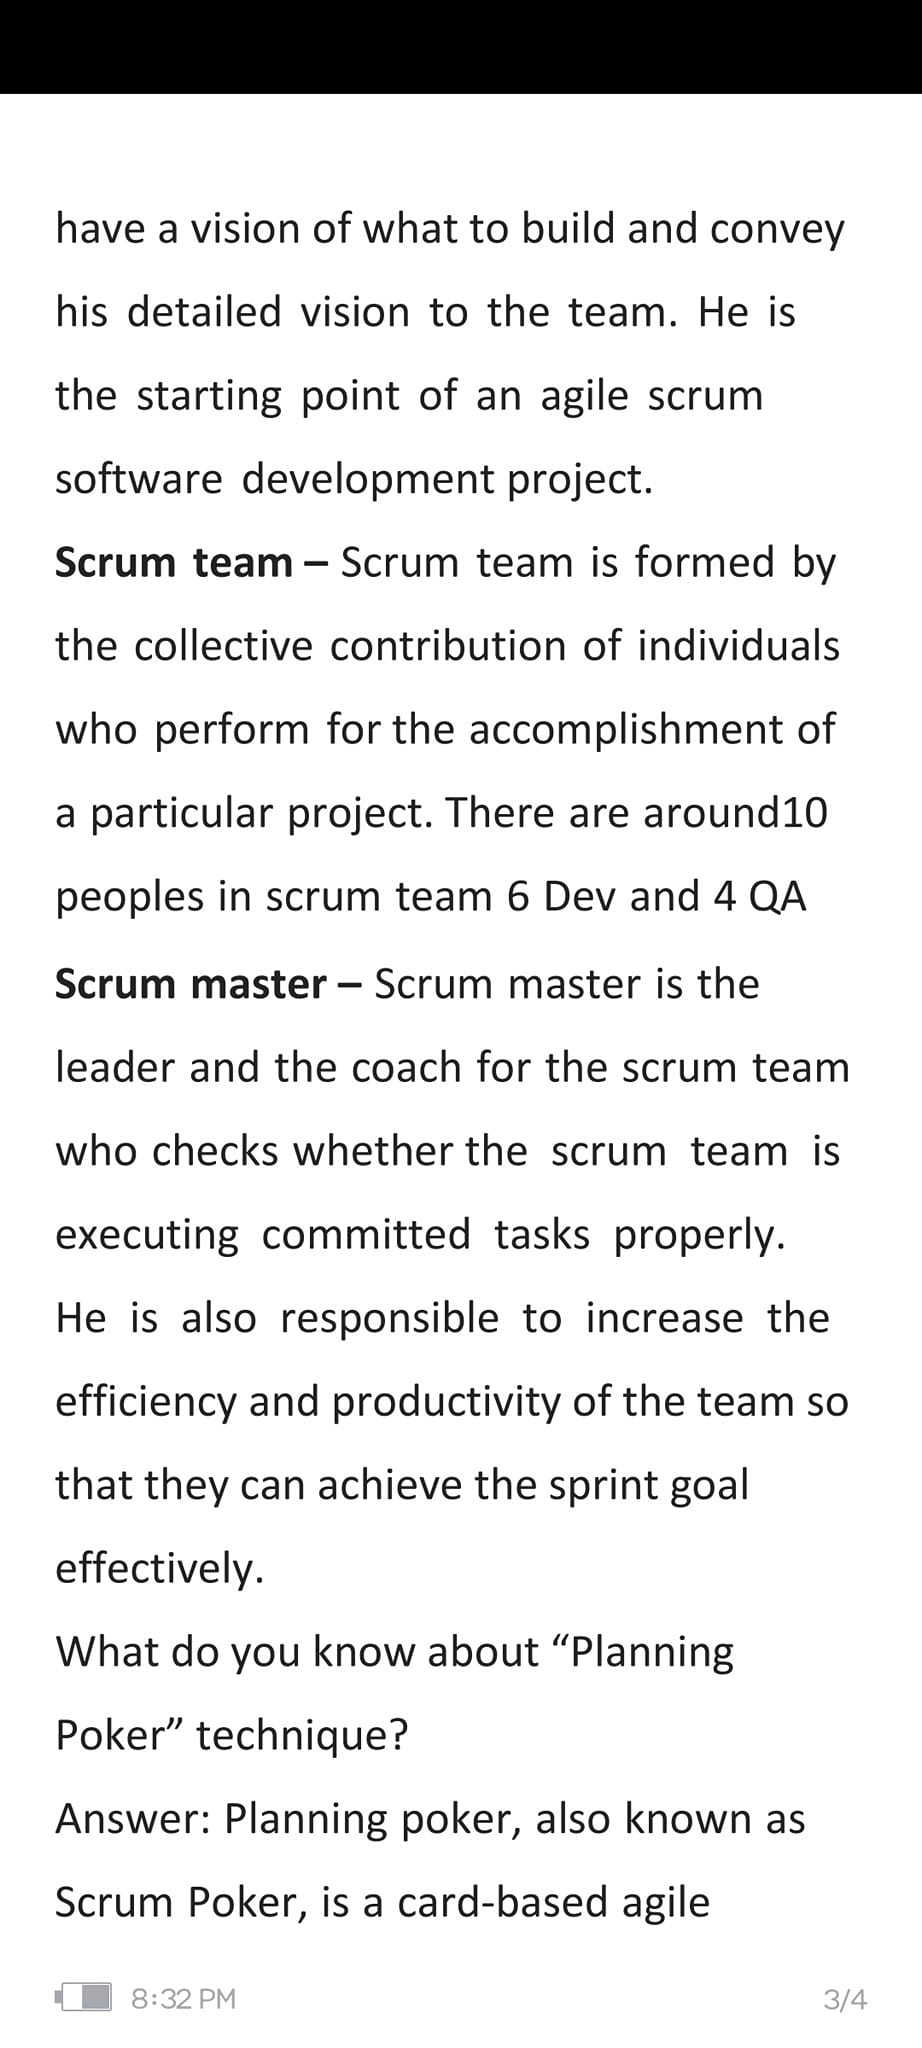 have a vision of what to build and convey
his detailed vision to the team. He is
the starting point of an agile scrum
software development project.
Scrum team – Scrum team is formed by
the collective contribution of individuals
who perform for the accomplishment of
a particular project. There are around10
peoples in scrum team 6 Dev and 4 QA
Scrum master – Scrum master is the
leader and the coach for the scrum team
who checks whether the scrum team is
executing committed tasks properly.
He is also responsible to increase the
efficiency and productivity of the team so
that they can achieve the sprint goal
effectively.
What do you know about “Planning
Poker” technique?
Answer: Planning poker, also known as
Scrum Poker, is a card-based agile
8:32 PM 3/4